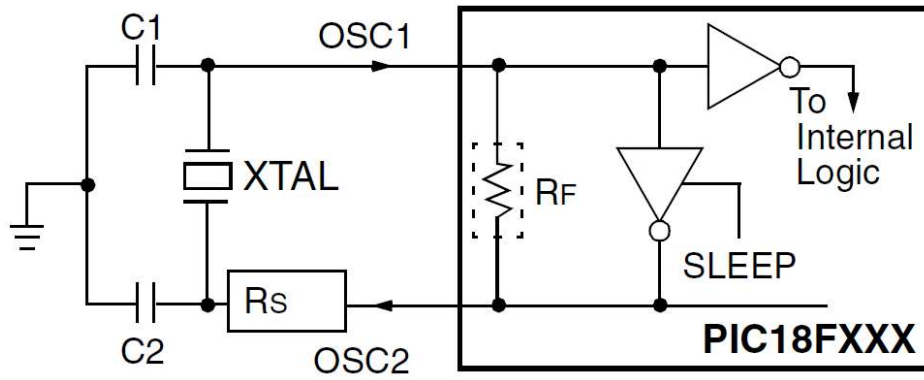 C1
OSC1
To
Internal
Logic
XTAL
RF
SLEEP
RS
C2
OSC2
PIC18FXXX